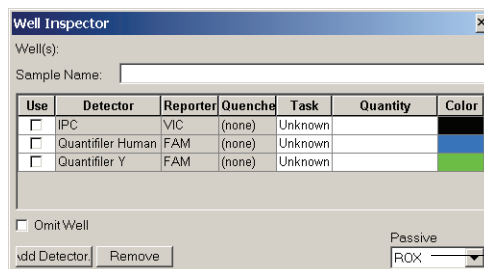 Well Inspector
Well(s):
Sample Name:
Use Detector Reporter Quenche Task Quantity Color
IPC VIC (none) Unknown
Quantifiler Human FAM (none) Unknown
Quantifiler Y FAM (none) Unknown
Omit Well
Passive
Add Detector. Remove ROX